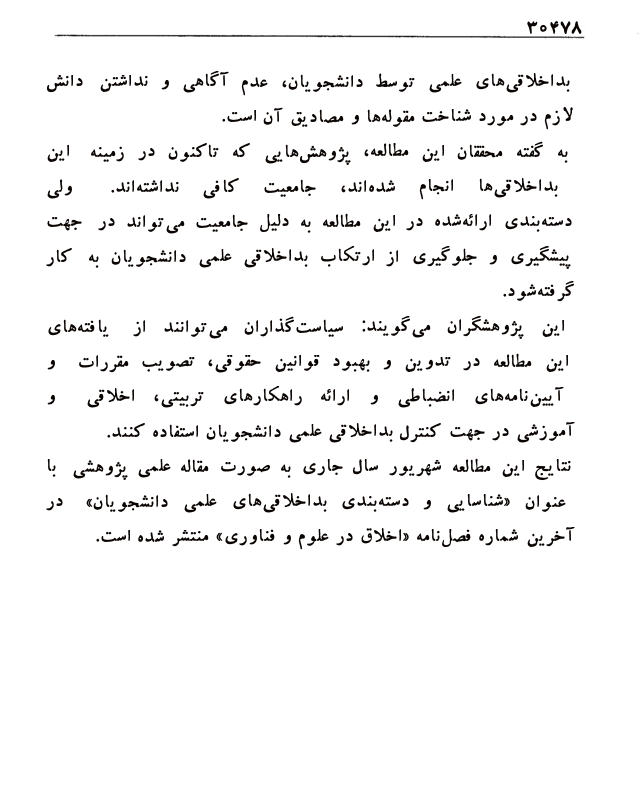 ۳۰۴۷۸
بداخلاقی‌های علمی توسط دانشجویان، عدم آگاهی و نداشتن دانش
لازم در مورد شناخت مقوله‌ها و مصادیق آن است.
به گفته محققان این مطالعه، پژوهش‌هایی که تاکنون در زمینه این
بداخلاقی‌ها انجام شده‌اند، جامعیت کافی نداشته‌اند. ولی
دسته‌بندی ارائه‌شده در این مطالعه به دلیل جامعیت می‌تواند در جهت
پیشگیری و جلوگیری از ارتکاب بداخلاقی علمی دانشجویان به کار
گرفته‌شود.
این پژوهشگران می‌گویند: سیاست‌گذاران می‌توانند از یافته‌های
این مطالعه در تدوین و بهبود قوانین حقوقی، تصویب مقررات و
آیین‌نامه‌های انضباطی و ارائه راهکارهای تربیتی، اخلاقی و
آموزشی در جهت کنترل بداخلاقی علمی دانشجویان استفاده کنند.
نتایج این مطالعه شهریور سال جاری به صورت مقاله علمی پژوهشی با
عنوان «شناسایی و دسته‌بندی بداخلاقی‌های علمی دانشجویان» در
آخرین شماره فصل‌نامه «اخلاق در علوم و فناوری» منتشر شده است.